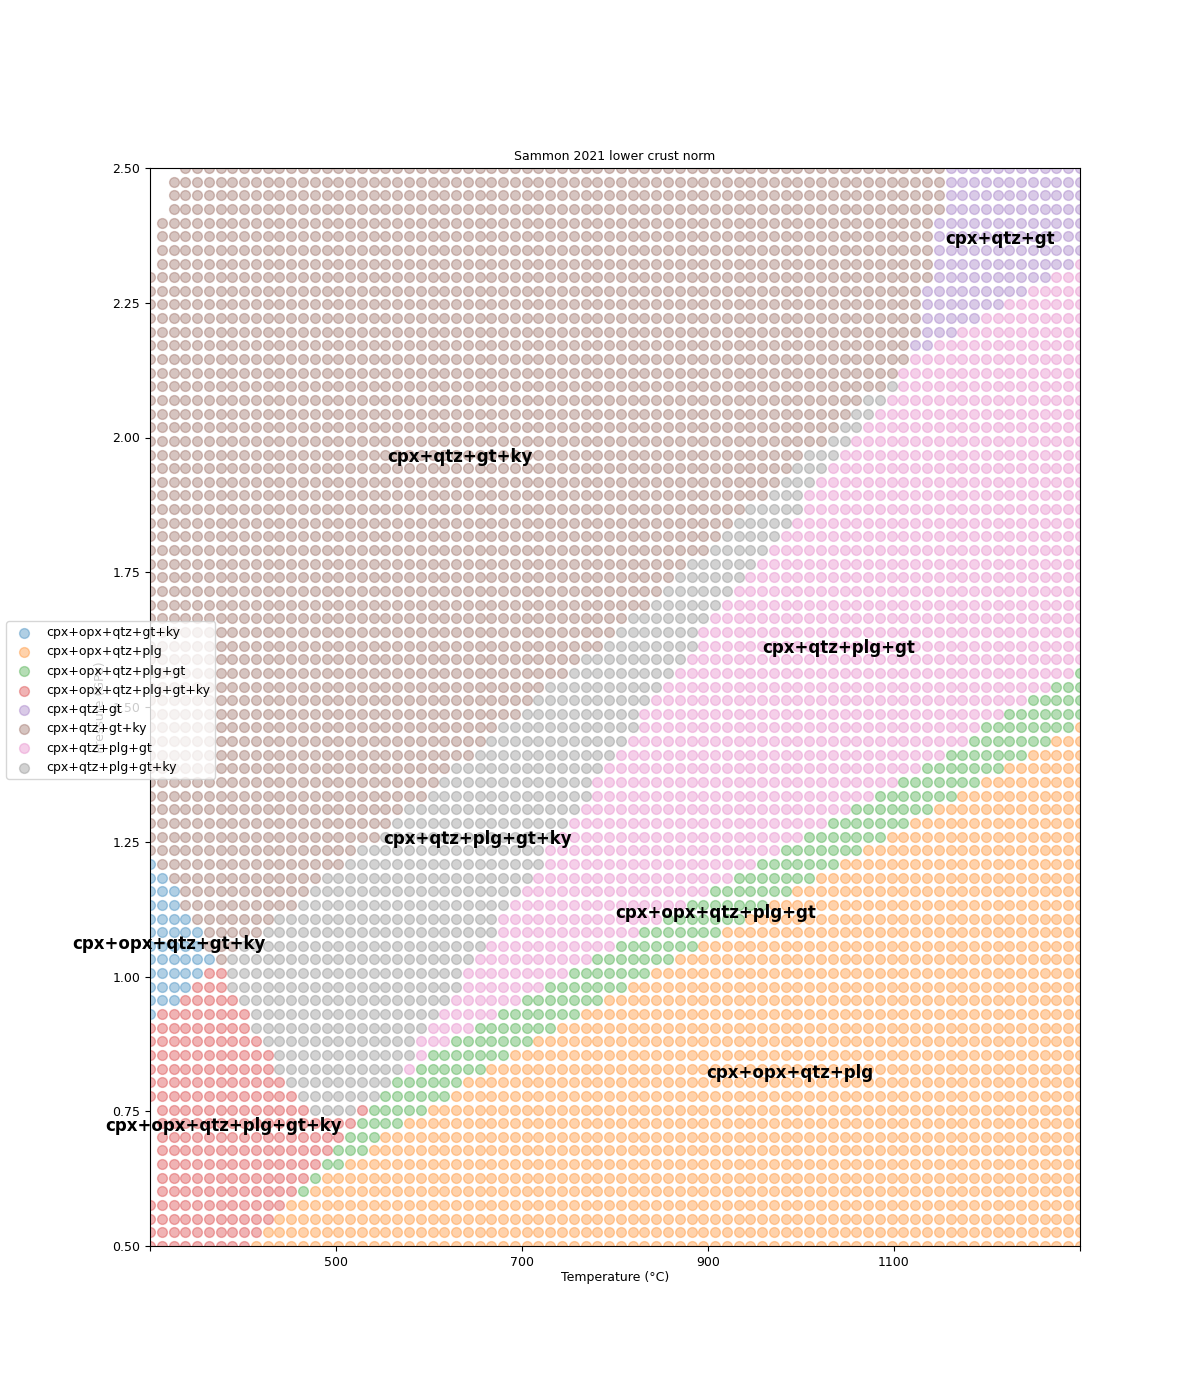 Sammon 2021 lower crust norm
2.50
cpx+qtz+gt
2.25
2.00
cpx+qtz+gt+ky
1.75
cpx+opx+qtz+gt+ky
cpx+qtz+plg+gt
cpx+opx+qtz+plg
cpx+opx+qtz+plg+gt
cpx+opx+qtz+plg+gt+ky
cpx+qtz+gt
cpx+qtz+gt+ky
cpx+qtz+plg+gt
cpx+qtz+plg+gt+ky
1.25
cpx+qtz+plg+gt+ky
cpx+opx+qtz+plg+gt
cpx+opx+qtz+gt+ky
1.00
cpx+opx+qtz+plg
0.75
cpx+opx+qtz+plg+gt+ky
0.50
500 700 900 1100
Temperature (°C)